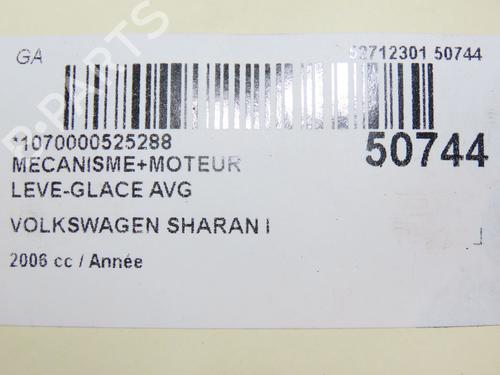 GA
52712301 50744
*1070000525288
50744
MECANISME+MOTEUR
LEVE-GLACE AVG
VOLKSWAGEN SHARAN I
2006 cc / Année